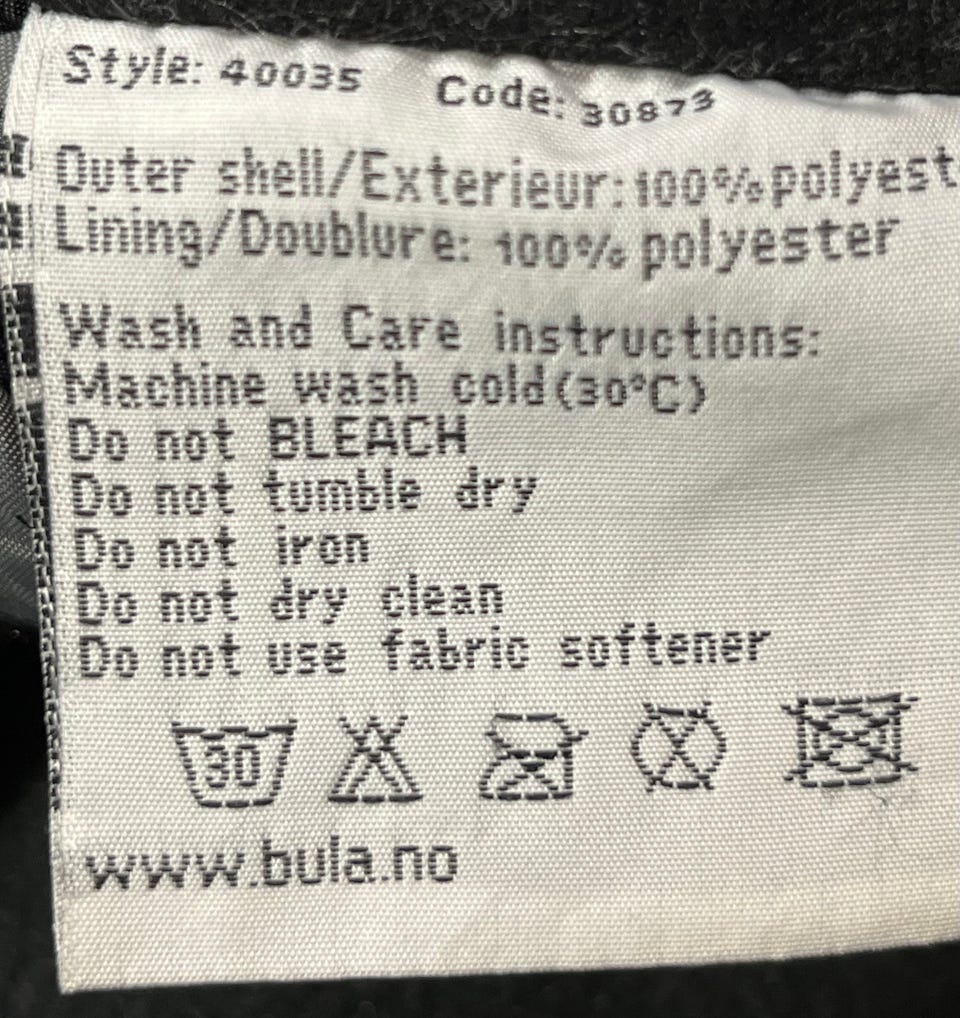 Style: 40035 Code: 30873
Outer shell/Exterieur: 100% polyest
Lining/Doublure: 100% polyester
Wash and Care instructions:
Machine wash cold (30°C)
Do not BLEACH
Do not tumble dry
Do not iron
Do not dry clean
Do not use fabric softener
30
www.bula.no